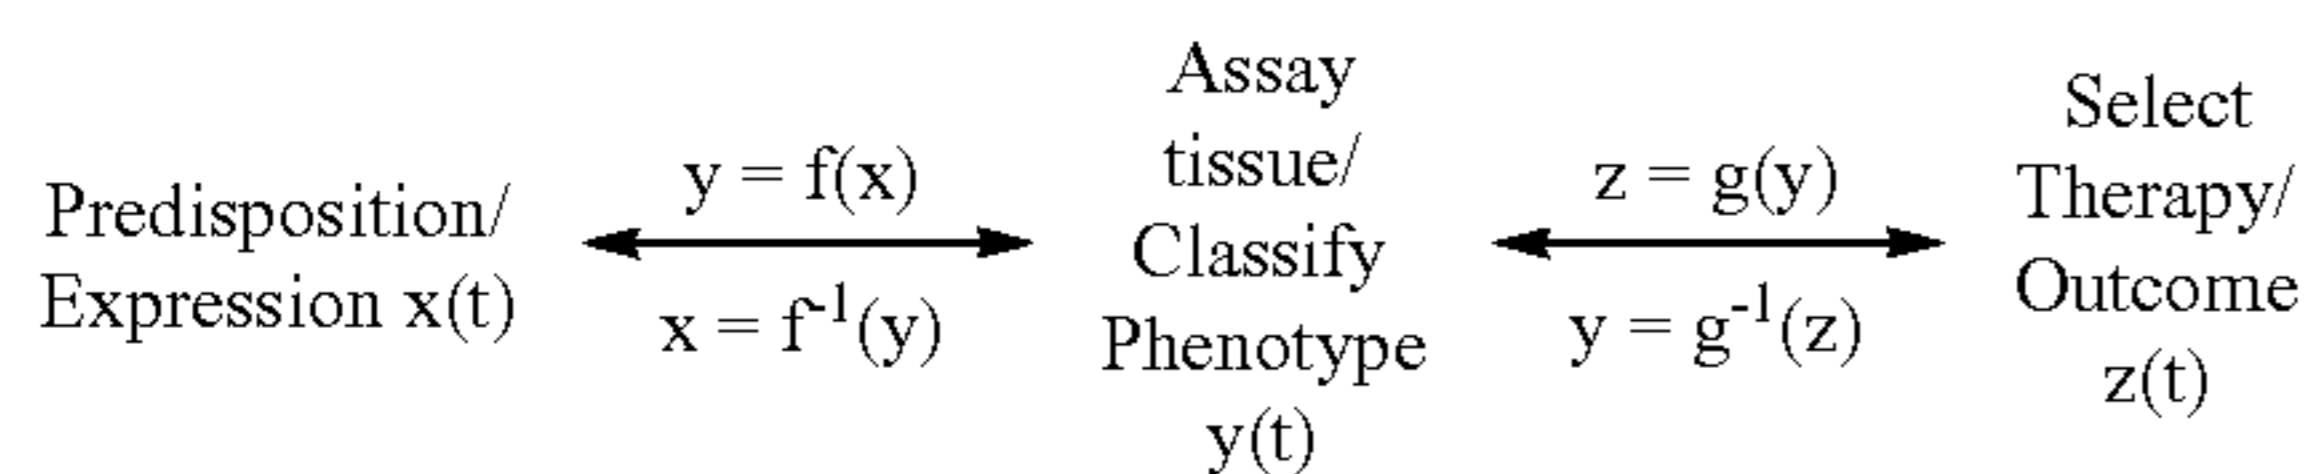 Predisposition/
Expression x(t)
y = f(x)
x = f⁻¹(y)
Assay
tissue/
Classify
Phenotype
y(t)
z = g(y)
y = g⁻¹(z)
Select
Therapy/
Outcome
z(t)